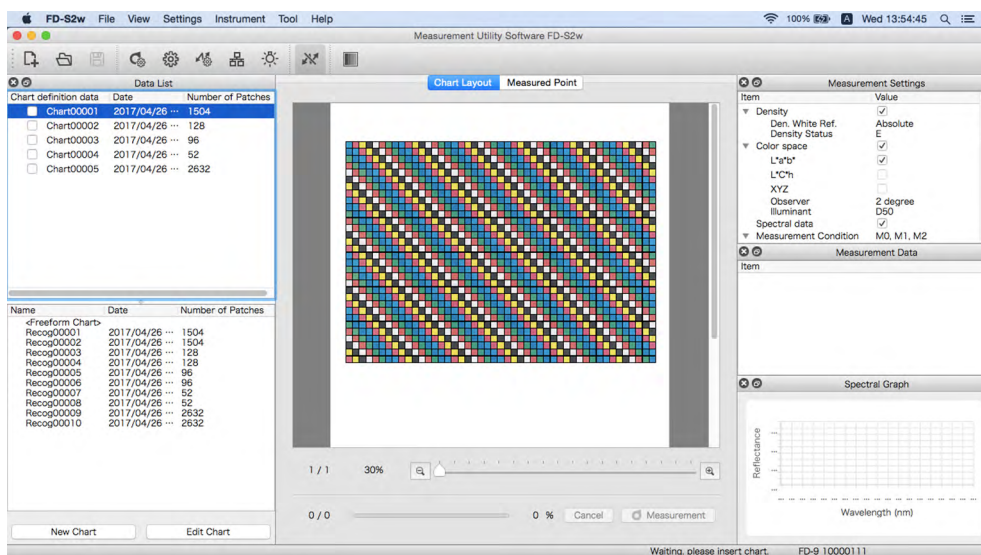 FD-S2w File View Settings Instrument Tool Help 100% A Wed 13:54:45
Measurement Utility Software FD-S2w
Data List
Chart definition data Date Number of Patches
Chart00001 2017/04/26 ··· 1504
Chart00002 2017/04/26 ··· 128
Chart00003 2017/04/26 ··· 96
Chart00004 2017/04/26 ··· 52
Chart00005 2017/04/26 ··· 2632
Name Date Number of Patches
<Freeform Chart>
Recog00001 2017/04/26 ··· 1504
Recog00002 2017/04/26 ··· 1504
Recog00003 2017/04/26 ··· 128
Recog00004 2017/04/26 ··· 128
Recog00005 2017/04/26 ··· 96
Recog00006 2017/04/26 ··· 96
Recog00007 2017/04/26 ··· 52
Recog00008 2017/04/26 ··· 52
Recog00009 2017/04/26 ··· 2632
Recog00010 2017/04/26 ··· 2632
New Chart Edit Chart
Chart Layout Measured Point
1 / 1 30%
0 / 0 0 % Cancel Measurement
Measurement Settings
Item Value
Density
Den. White Ref. Absolute
Density Status E
Color space
L*a*b*
L*C*h
XYZ
Observer 2 degree
Illuminant D50
Spectral data
Measurement Condition M0, M1, M2
Measurement Data
Item
Spectral Graph
Reflectance
Wavelength (nm)
Waiting, please insert chart. FD-9 10000111